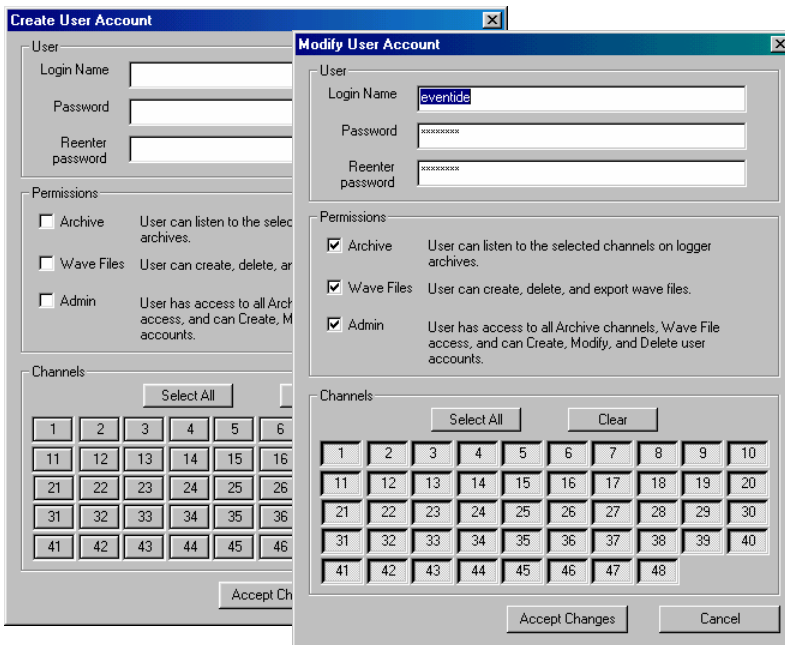 Create User Account
User
Login Name
Password
Reenter
password
Permissions
Archive User can listen to the selec
archives.
Wave Files User can create, delete, an
Admin User has access to all Arch
access, and can Create, M
accounts.
Channels
Select All
1 2 3 4 5 6
11 12 13 14 15 16
21 22 23 24 25 26
31 32 33 34 35 36
41 42 43 44 45 46
Accept Ch
Modify User Account
User
Login Name eventide
Password xxxxxxxx
Reenter
password xxxxxxxx
Permissions
Archive User can listen to the selected channels on logger
archives.
Wave Files User can create, delete, and export wave files.
Admin User has access to all Archive channels, Wave File
access, and can Create, Modify, and Delete user
accounts.
Channels
Select All Clear
1 2 3 4 5 6 7 8 9 10
11 12 13 14 15 16 17 18 19 20
21 22 23 24 25 26 27 28 29 30
31 32 33 34 35 36 37 38 39 40
41 42 43 44 45 46 47 48
Accept Changes Cancel